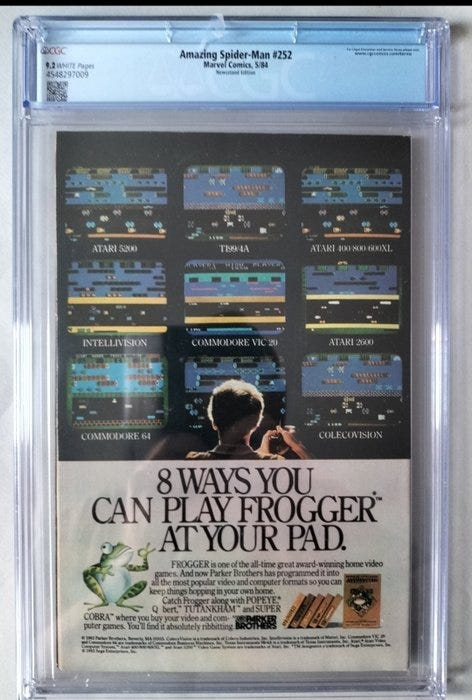 CGC
Amazing Spider-Man #252
Marvel Comics, 5/84
Newsstand Edition
9.2 WHITE Pages
4548297009
ATARI 5200
TI 99/4A
ATARI 400·800·600XL
INTELLIVISION
COMMODORE VIC 20
ATARI 2600
COMMODORE 64
COLECOVISION
8 WAYS YOU
CAN PLAY FROGGER™
AT YOUR PAD.
FROGGER is one of the all-time great award-winning home video
games. And now Parker Brothers has programmed it into
all the most popular video and computer formats so you can
keep things hopping in your own home.
Catch Frogger along with POPEYE,
Q*bert, TUTANKHAM and SUPER
COBRA where you buy your video and com-
puter games. You'll find it absolutely ribbitting.
PARKER
BROTHERS